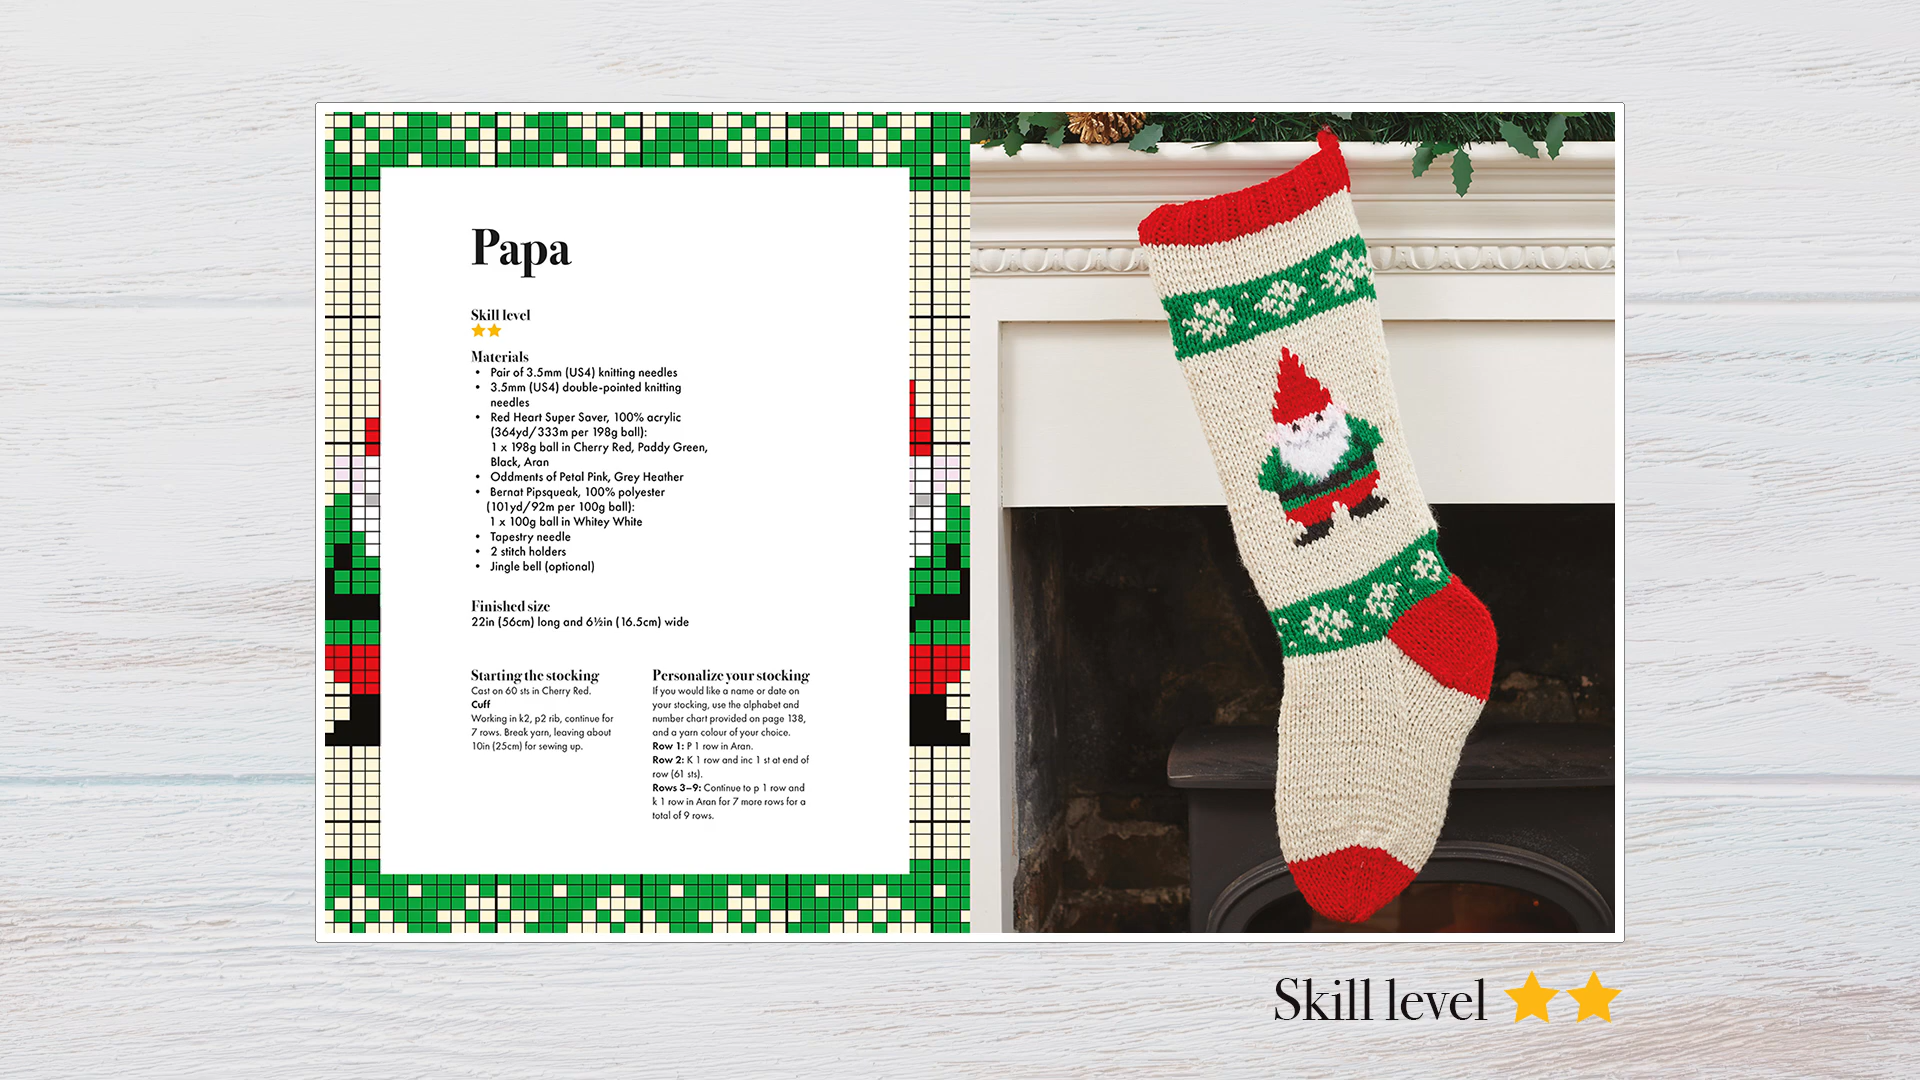 Papa
Skill level
Materials
• Pair of 3.5mm (US4) knitting needles
• 3.5mm (US4) double-pointed knitting
needles
• Red Heart Super Saver, 100% acrylic
(364yd/333m per 198g ball):
1 x 198g ball in Cherry Red, Paddy Green,
Black, Aran
• Oddments of Petal Pink, Grey Heather
• Bernat Pipsqueak, 100% polyester
(101yd/92m per 100g ball):
1 x 100g ball in Whitey White
• Tapestry needle
• 2 stitch holders
• Jingle bell (optional)
Finished size
22in (56cm) long and 6½in (16.5cm) wide
Starting the stocking
Cast on 60 sts in Cherry Red.
Cuff
Working in k2, p2 rib, continue for
7 rows. Break yarn, leaving about
10in (25cm) for sewing up.
Personalize your stocking
If you would like a name or date on
your stocking, use the alphabet and
number chart provided on page 138,
and a yarn colour of your choice.
Row 1: P 1 row in Aran.
Row 2: K 1 row and inc 1 st at end of
row (61 sts).
Rows 3–9: Continue to p 1 row and
k 1 row in Aran for 7 more rows for a
total of 9 rows.
Skill level